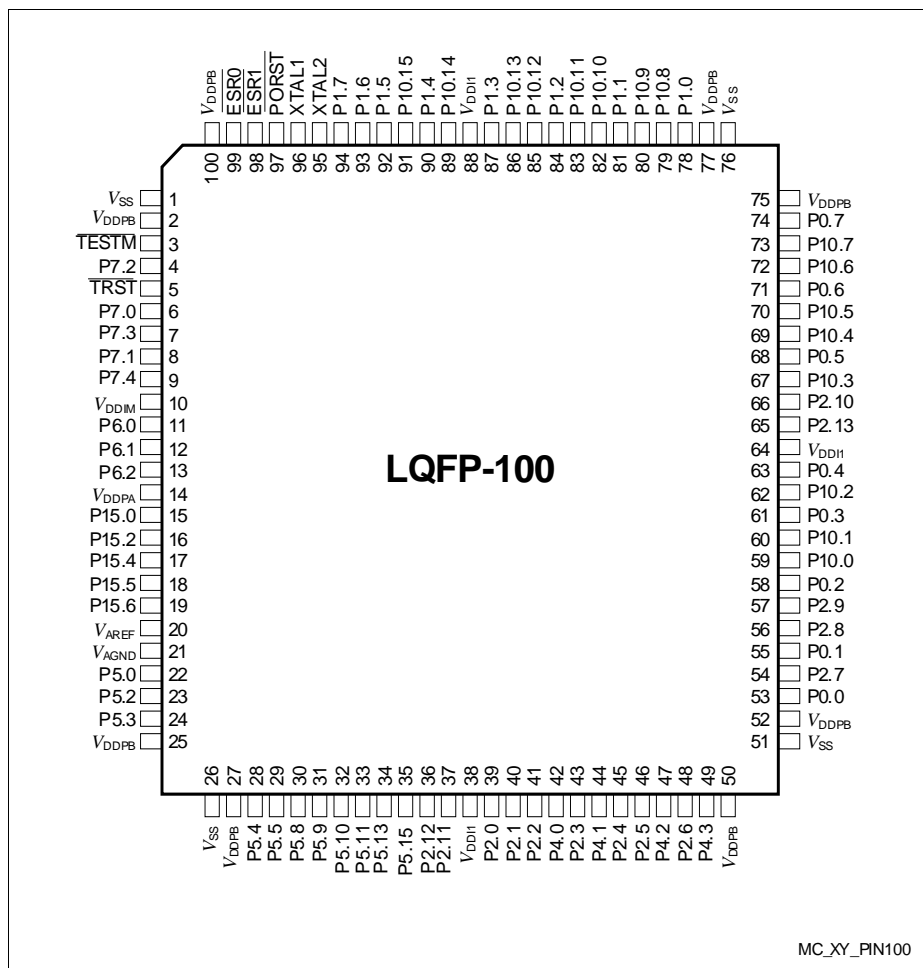 VDDPB
ESR0
ESR1
PORST
XTAL1
XTAL2
P1.7
P1.6
P1.5
P10.15
P1.4
P10.14
VDDI1
P1.3
P10.13
P10.12
P1.2
P10.11
P10.10
P1.1
P10.9
P10.8
P1.0
VDDPB
VSS
100
99
98
97
96
95
94
93
92
91
90
89
88
87
86
85
84
83
82
81
80
79
78
77
76
VSS 1
VDDPB 2
TESTM 3
P7.2 4
TRST 5
P7.0 6
P7.3 7
P7.1 8
P7.4 9
VDDIM 10
P6.0 11
P6.1 12
P6.2 13
VDDPA 14
P15.0 15
P15.2 16
P15.4 17
P15.5 18
P15.6 19
VAREF 20
VAGND 21
P5.0 22
P5.2 23
P5.3 24
VDDPB 25
LQFP-100
75 VDDPB
74 P0.7
73 P10.7
72 P10.6
71 P0.6
70 P10.5
69 P10.4
68 P0.5
67 P10.3
66 P2.10
65 P2.13
64 VDDI1
63 P0.4
62 P10.2
61 P0.3
60 P10.1
59 P10.0
58 P0.2
57 P2.9
56 P2.8
55 P0.1
54 P2.7
53 P0.0
52 VDDPB
51 VSS
26
27
28
29
30
31
32
33
34
35
36
37
38
39
40
41
42
43
44
45
46
47
48
49
50
VSS
VDDPB
P5.4
P5.5
P5.8
P5.9
P5.10
P5.11
P5.13
P5.15
P2.12
P2.11
VDDI1
P2.0
P2.1
P2.2
P4.0
P2.3
P4.1
P2.4
P2.5
P4.2
P2.6
P4.3
VDDPB
MC_XY_PIN100